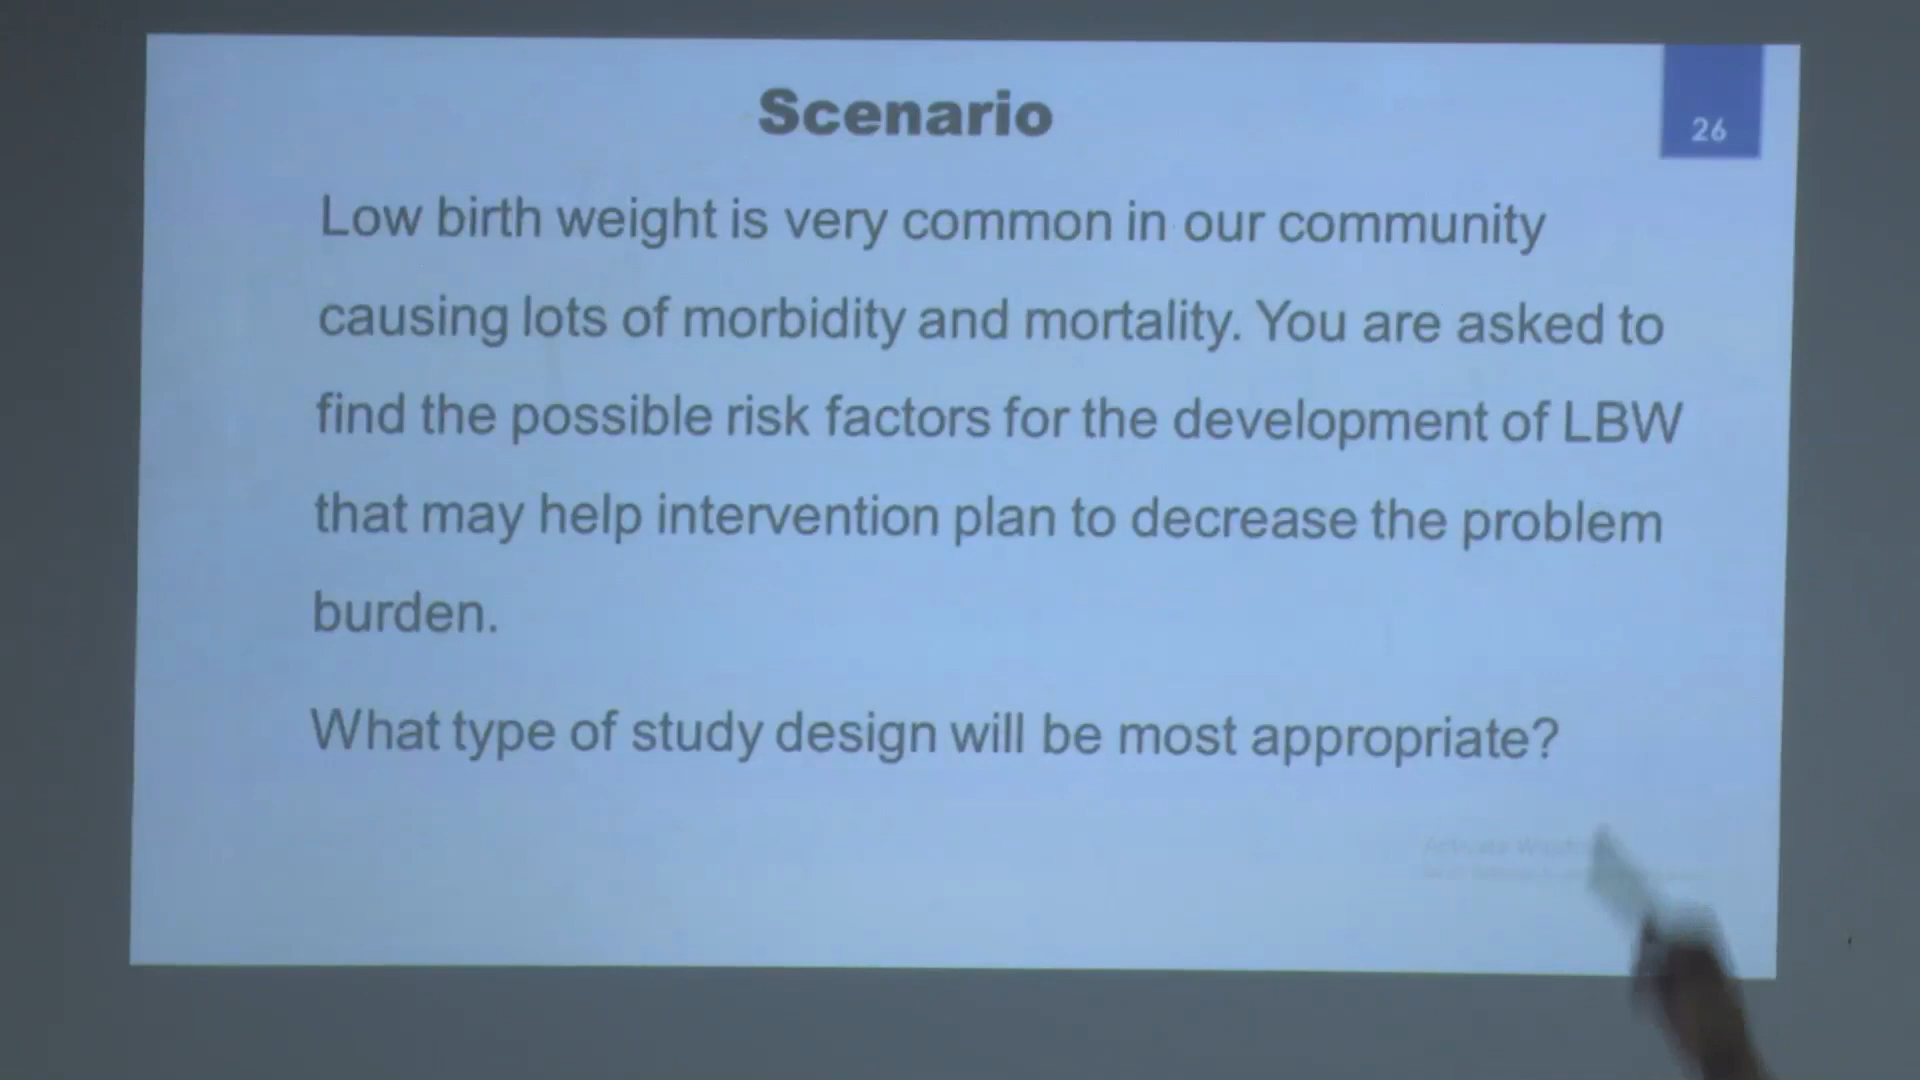 Scenario
26
Low birth weight is very common in our community
causing lots of morbidity and mortality. You are asked to
find the possible risk factors for the development of LBW
that may help intervention plan to decrease the problem
burden.
What type of study design will be most appropriate?